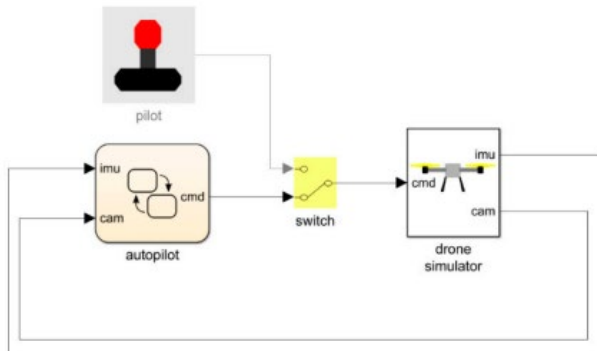 pilot
imu
cam
cmd
autopilot
switch
cmd
imu
cam
drone
simulator